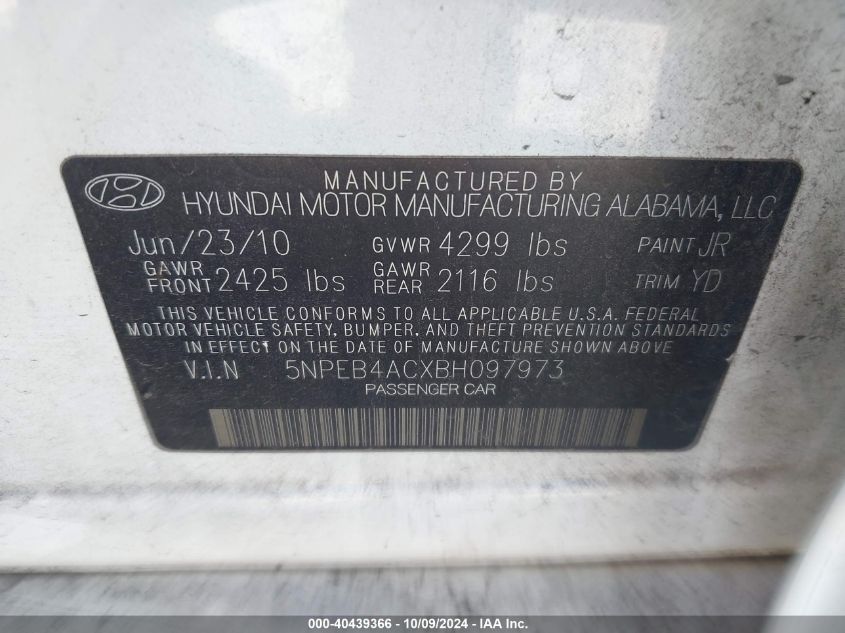 MANUFACTURED BY
HYUNDAI MOTOR MANUFACTURING ALABAMA, LLC
Jun/23/10 GVWR 4299 lbs PAINT JR
GAWR FRONT 2425 lbs GAWR REAR 2116 lbs TRIM YD
THIS VEHICLE CONFORMS TO ALL APPLICABLE U.S.A. FEDERAL
MOTOR VEHICLE SAFETY, BUMPER, AND THEFT PREVENTION STANDARDS
IN EFFECT ON THE DATE OF MANUFACTURE SHOWN ABOVE
V.I.N 5NPEB4ACXBH097973
PASSENGER CAR
000-40439366 - 10/09/2024 - IAA Inc.